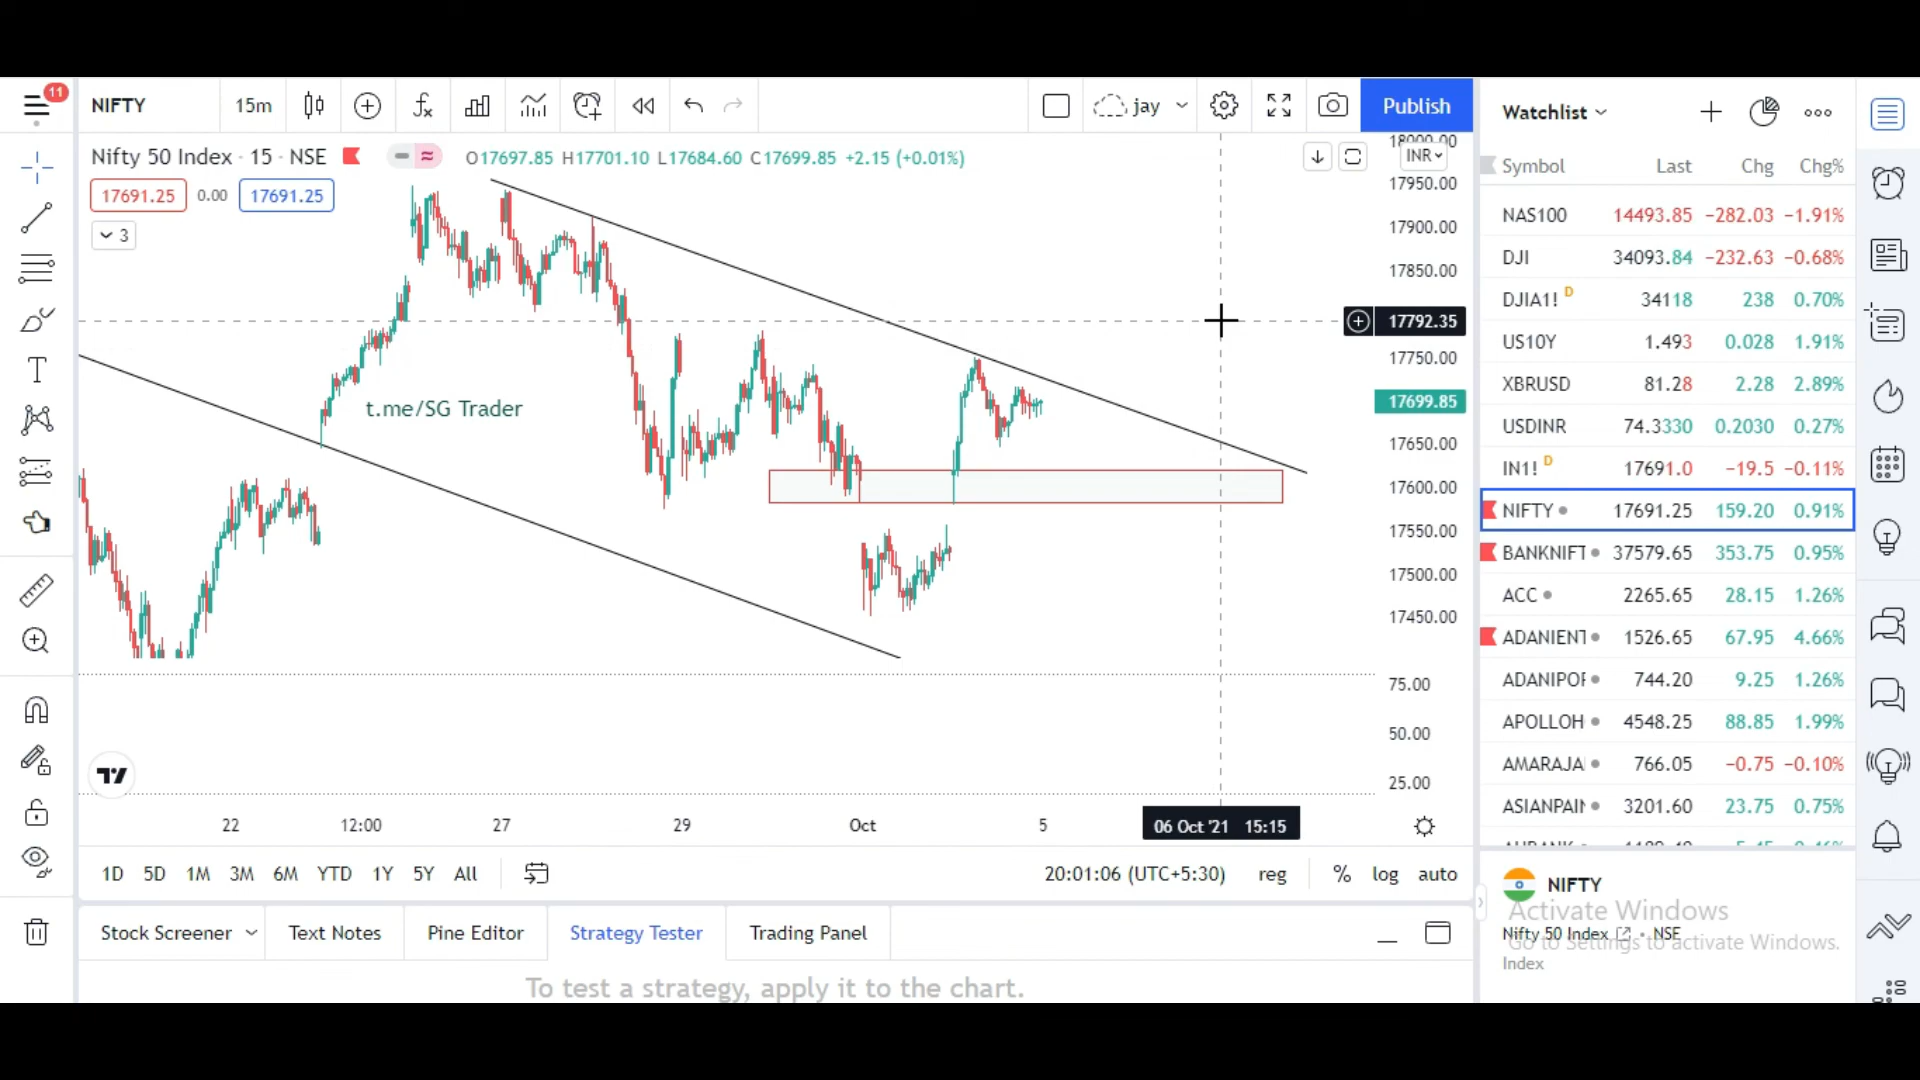 11
NIFTY
15m
jay
Publish
Nifty 50 Index · 15 · NSE
O17697.85 H17701.10 L17684.60 C17699.85 +2.15 (+0.01%)
17691.25 0.00 17691.25
3
t.me/SG Trader
18000.00
INR
17950.00
17900.00
17850.00
17792.35
17750.00
17699.85
17650.00
17600.00
17550.00
17500.00
17450.00
75.00
50.00
25.00
22 12:00 27 29 Oct 5 06 Oct '21 15:15
1D 5D 1M 3M 6M YTD 1Y 5Y All
20:01:06 (UTC+5:30) reg % log auto
Stock Screener Text Notes Pine Editor Strategy Tester Trading Panel
To test a strategy, apply it to the chart.
Watchlist
Symbol Last Chg Chg%
NAS100 14493.85 −282.03 −1.91%
DJI 34093.84 −232.63 −0.68%
DJIA1! D 34118 238 0.70%
US10Y 1.493 0.028 1.91%
XBRUSD 81.28 2.28 2.89%
USDINR 74.3330 0.2030 0.27%
IN1! D 17691.0 −19.5 −0.11%
NIFTY 17691.25 159.20 0.91%
BANKNIFT 37579.65 353.75 0.95%
ACC 2265.65 28.15 1.26%
ADANIENT 1526.65 67.95 4.66%
ADANIPOR 744.20 9.25 1.26%
APOLLOH 4548.25 88.85 1.99%
AMARAJA 766.05 −0.75 −0.10%
ASIANPAIN 3201.60 23.75 0.75%
NIFTY
Activate Windows
Nifty 50 Index · NSE
Go to Settings to activate Windows.
Index